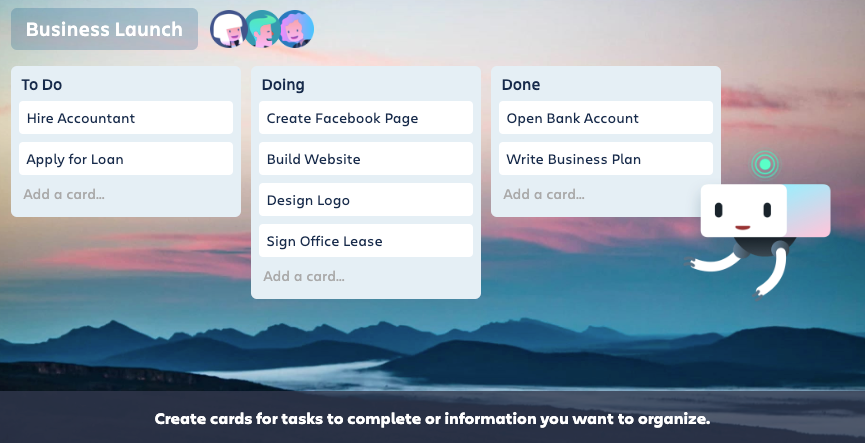 Business Launch
To Do
Hire Accountant
Apply for Loan
Add a card...
Doing
Create Facebook Page
Build Website
Design Logo
Sign Office Lease
Add a card...
Done
Open Bank Account
Write Business Plan
Add a card...
Create cards for tasks to complete or information you want to organize.